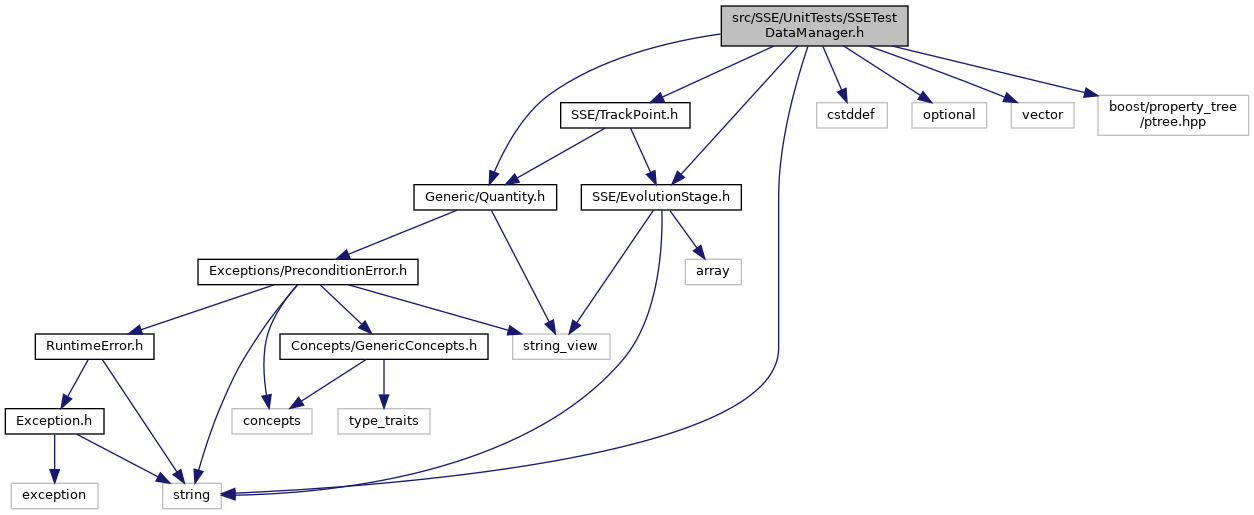 src/SSE/UnitTests/SSETest
DataManager.h
SSE/TrackPoint.h
cstddef
optional
vector
boost/property_tree
/ptree.hpp
Generic/Quantity.h
SSE/EvolutionStage.h
Exceptions/PreconditionError.h
array
RuntimeError.h
Concepts/GenericConcepts.h
string_view
Exception.h
concepts
type_traits
exception
string